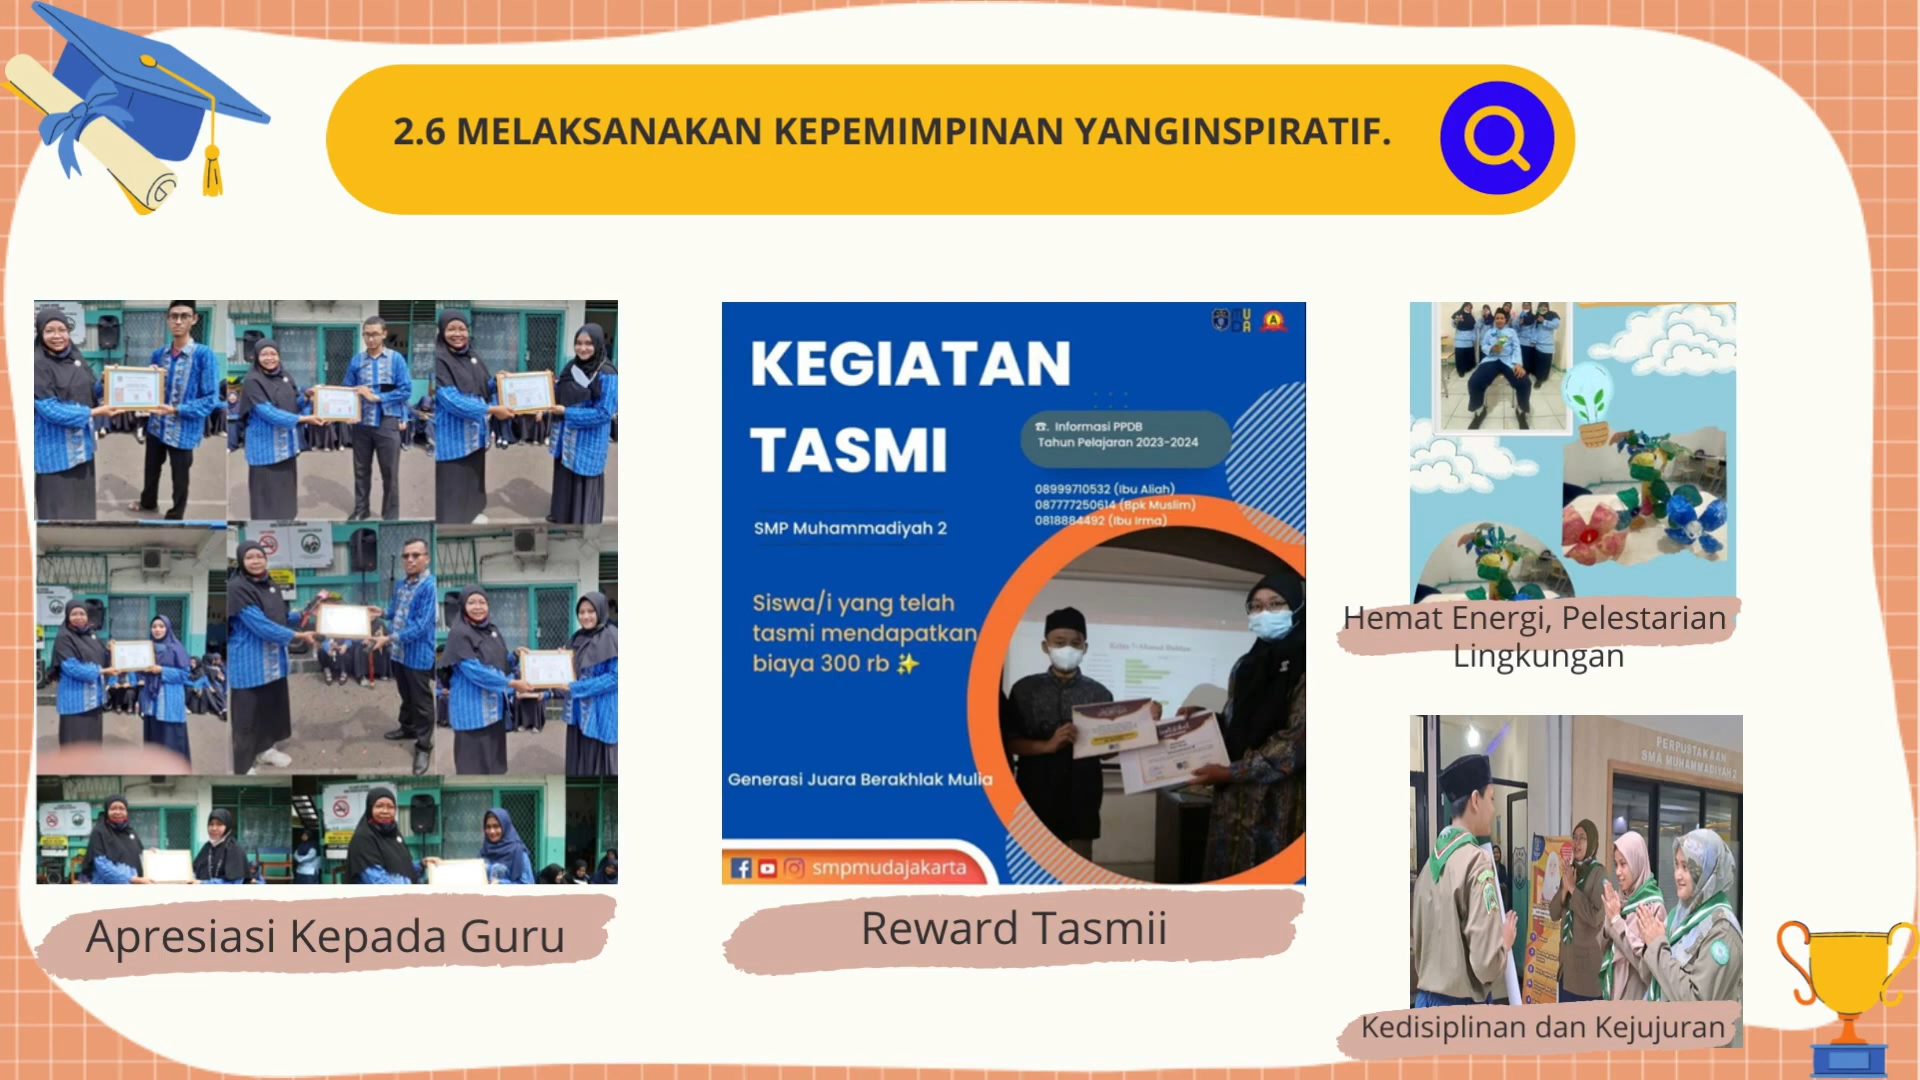 2.6 MELAKSANAKAN KEPEMIMPINAN YANGINSPIRATIF.
KEGIATAN
TASMI
☎. Informasi PPDB
Tahun Pelajaran 2023-2024
08999710532 (Ibu Aliah)
087777250614 (Bpk Muslim)
0818884492 (Ibu Irma)
SMP Muhammadiyah 2
Siswa/i yang telah
tasmi mendapatkan
biaya 300 rb ✨
Generasi Juara Berakhlak Mulia
smpmudajakarta
Apresiasi Kepada Guru
Reward Tasmii
Hemat Energi, Pelestarian
Lingkungan
PERPUSTAKAAN
SMA MUHAMMADIYAH 2
Kedisiplinan dan Kejujuran